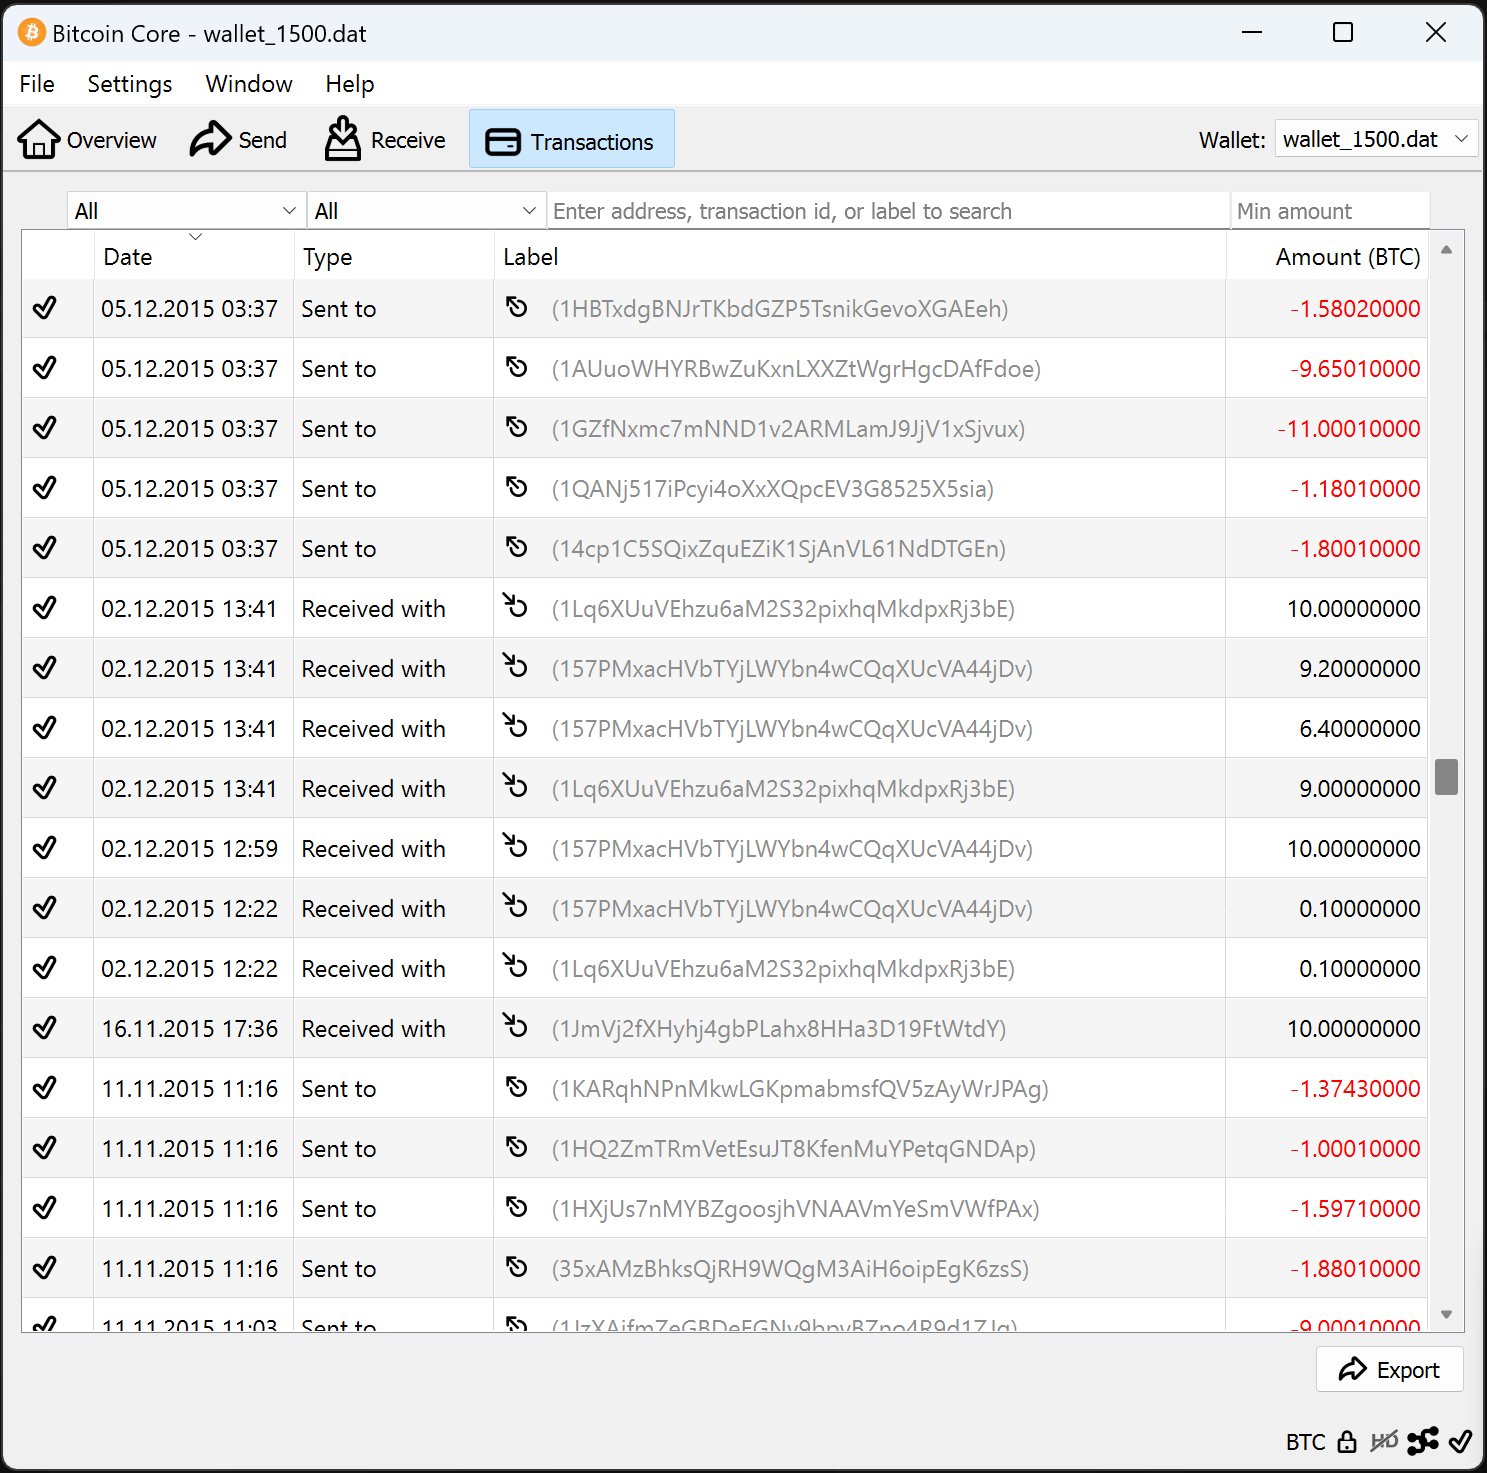 Bitcoin Core - wallet_1500.dat
File Settings Window Help
Overview Send Receive Transactions Wallet: wallet_1500.dat
All All Enter address, transaction id, or label to search Min amount
Date Type Label Amount (BTC)
05.12.2015 03:37 Sent to (1HBTxdgBNJrTKbdGZP5TsnikGevoXGAEeh) -1.58020000
05.12.2015 03:37 Sent to (1AUuoWHYRBwZuKxnLXXZtWgrHgcDAfFdoe) -9.65010000
05.12.2015 03:37 Sent to (1GZfNxmc7mNND1v2ARMLamJ9JjV1xSjvux) -11.00010000
05.12.2015 03:37 Sent to (1QANj517iPcyi4oXxXQpcEV3G8525X5sia) -1.18010000
05.12.2015 03:37 Sent to (14cp1C5SQixZquEZiK1SjAnVL61NdDTGEn) -1.80010000
02.12.2015 13:41 Received with (1Lq6XUuVEhzu6aM2S32pixhqMkdpxRj3bE) 10.00000000
02.12.2015 13:41 Received with (157PMxacHVbTYjLWYbn4wCQqXUcVA44jDv) 9.20000000
02.12.2015 13:41 Received with (157PMxacHVbTYjLWYbn4wCQqXUcVA44jDv) 6.40000000
02.12.2015 13:41 Received with (1Lq6XUuVEhzu6aM2S32pixhqMkdpxRj3bE) 9.00000000
02.12.2015 12:59 Received with (157PMxacHVbTYjLWYbn4wCQqXUcVA44jDv) 10.00000000
02.12.2015 12:22 Received with (157PMxacHVbTYjLWYbn4wCQqXUcVA44jDv) 0.10000000
02.12.2015 12:22 Received with (1Lq6XUuVEhzu6aM2S32pixhqMkdpxRj3bE) 0.10000000
16.11.2015 17:36 Received with (1JmVj2fXHyhj4gbPLahx8HHa3D19FtWtdY) 10.00000000
11.11.2015 11:16 Sent to (1KARqhNPnMkwLGKpmabmsfQV5zAyWrJPAg) -1.37430000
11.11.2015 11:16 Sent to (1HQ2ZmTRmVetEsuJT8KfenMuYPetqGNDAp) -1.00010000
11.11.2015 11:16 Sent to (1HXjUs7nMYBZgoosjhVNAAVmYeSmVWfPAx) -1.59710000
11.11.2015 11:16 Sent to (35xAMzBhksQjRH9WQgM3AiH6oipEgK6zsS) -1.88010000
11.11.2015 11:03 Sent to -9.00010000
Export
BTC HD